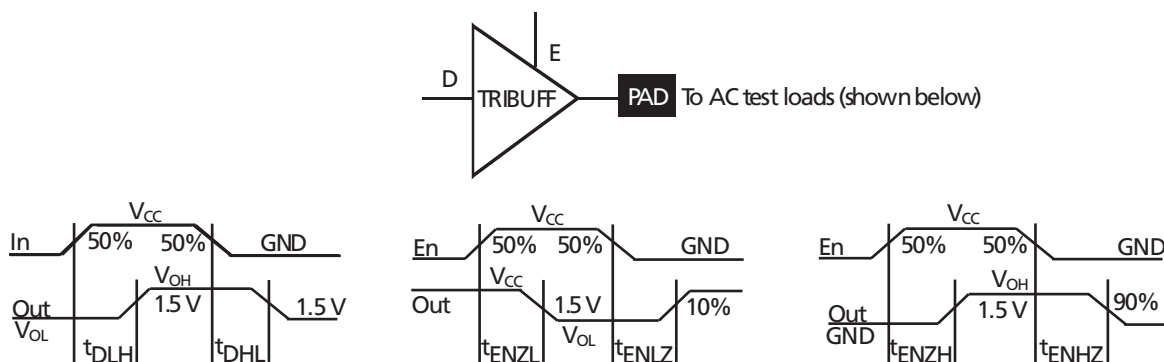 E
D
TRIBUFF
PAD To AC test loads (shown below)
VCC
In 50% 50% GND
VOH
Out 1.5 V 1.5 V
VOL
tDLH tDHL
VCC
En 50% 50% GND
VCC
Out 1.5 V 10%
VOL
tENZL tENLZ
VCC
En 50% 50% GND
VOH
Out 1.5 V 90%
GND
tENZH tENHZ